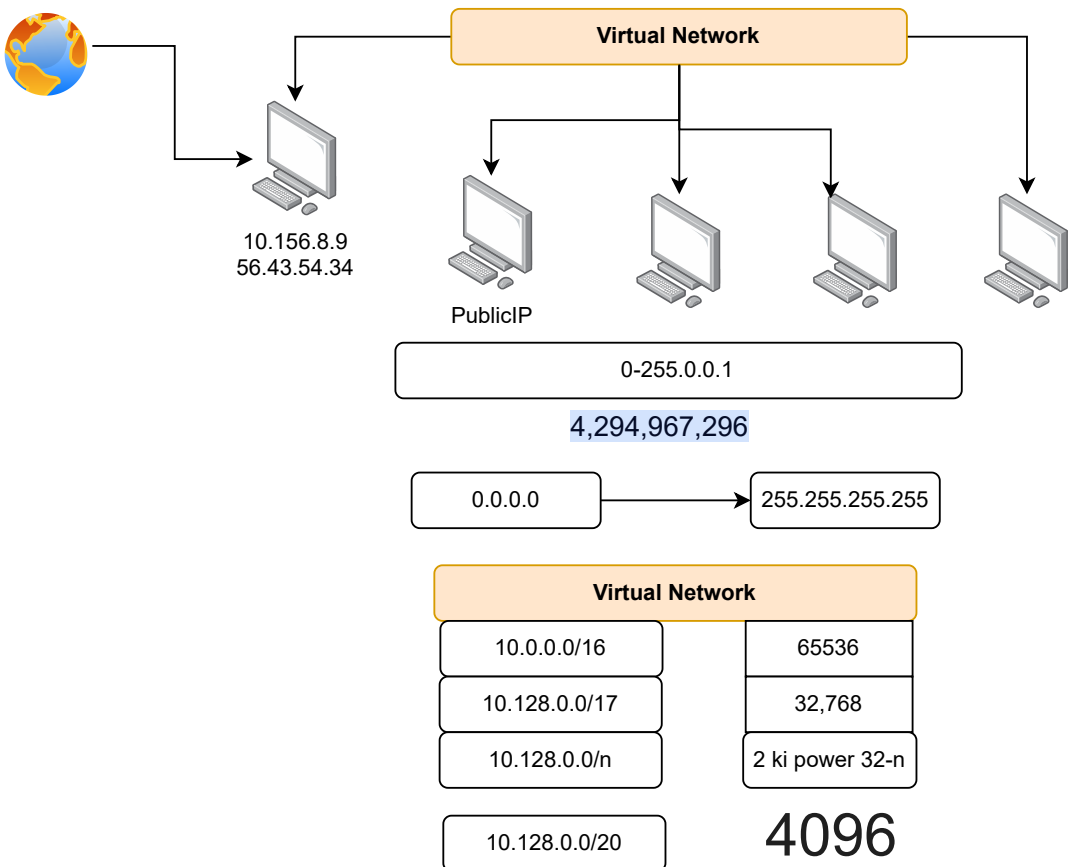 Virtual Network
10.156.8.9
56.43.54.34
PublicIP
0-255.0.0.1
4,294,967,296
0.0.0.0
255.255.255.255
Virtual Network
10.0.0.0/16
65536
10.128.0.0/17
32,768
10.128.0.0/n
2 ki power 32-n
10.128.0.0/20
4096